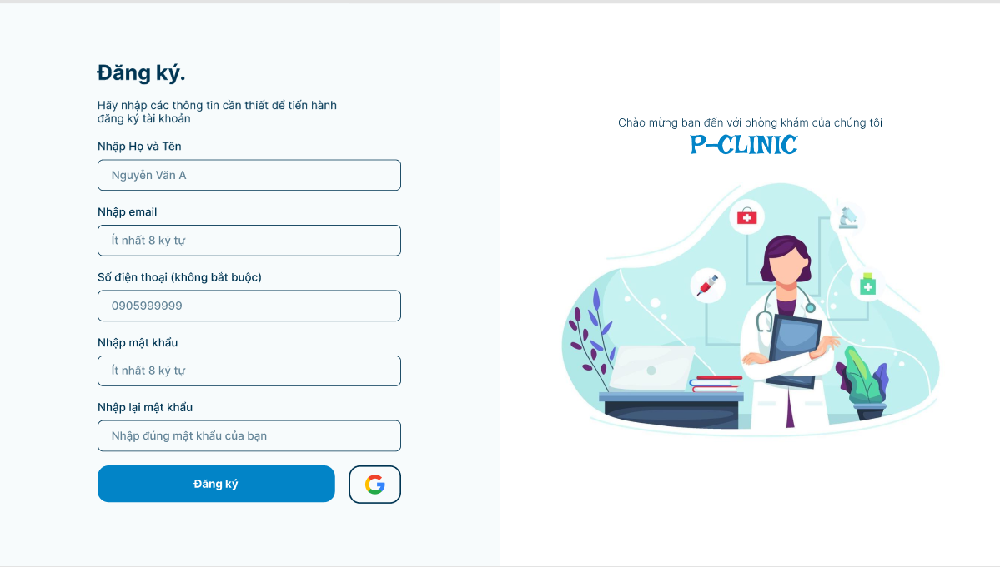 Đăng ký.
Hãy nhập các thông tin cần thiết để tiến hành
đăng ký tài khoản
Nhập Họ và Tên
Nguyễn Văn A
Nhập email
Ít nhất 8 ký tự
Số điện thoại (không bắt buộc)
0905999999
Nhập mật khẩu
Ít nhất 8 ký tự
Nhập lại mật khẩu
Nhập đúng mật khẩu của bạn
Đăng ký
Chào mừng bạn đến với phòng khám của chúng tôi
P-CLINIC